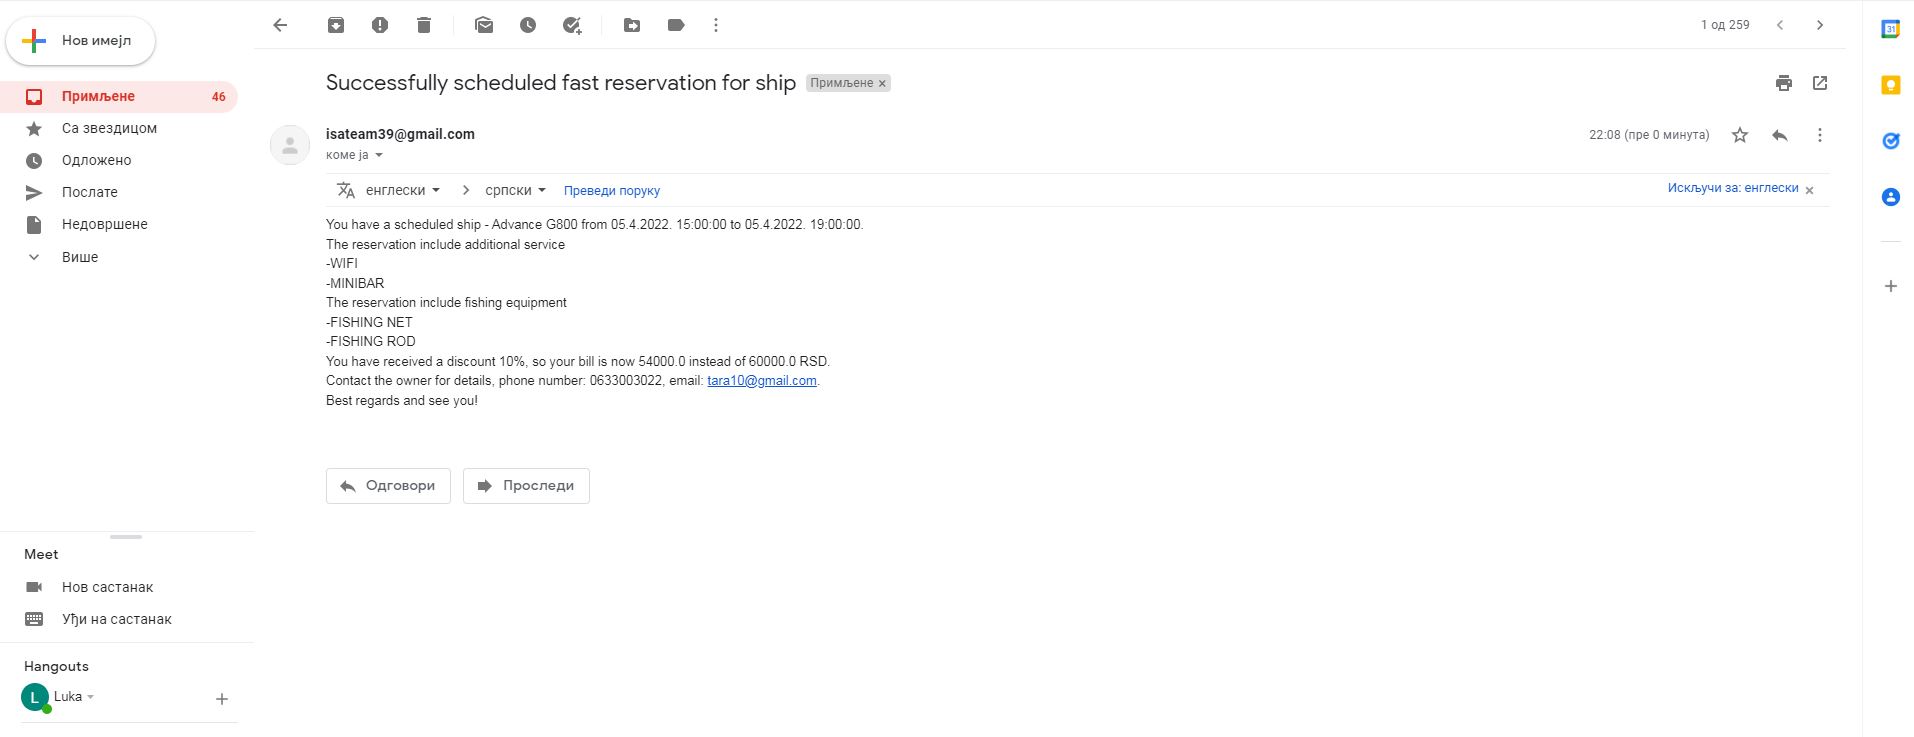 Нов имејл
1 од 259
Примљене 46
Са звездицом
Одложено
Послате
Недовршене
Више
Successfully scheduled fast reservation for ship Примљене ×
isateam39@gmail.com
22:08 (пре 0 минута)
коме ја
енглески > српски Преведи поруку
Искључи за: енглески ×
You have a scheduled ship - Advance G800 from 05.4.2022. 15:00:00 to 05.4.2022. 19:00:00.
The reservation include additional service
-WIFI
-MINIBAR
The reservation include fishing equipment
-FISHING NET
-FISHING ROD
You have received a discount 10%, so your bill is now 54000.0 instead of 60000.0 RSD.
Contact the owner for details, phone number: 0633003022, email: tara10@gmail.com.
Best regards and see you!
Одговори
Проследи
Meet
Нов састанак
Уђи на састанак
Hangouts
L Luka
31